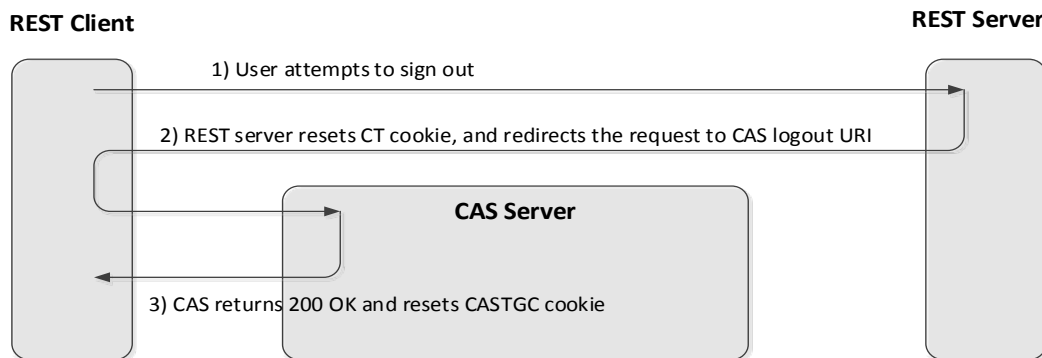 REST Client
REST Server
1) User attempts to sign out
2) REST server resets CT cookie, and redirects the request to CAS logout URI
CAS Server
3) CAS returns 200 OK and resets CASTGC cookie